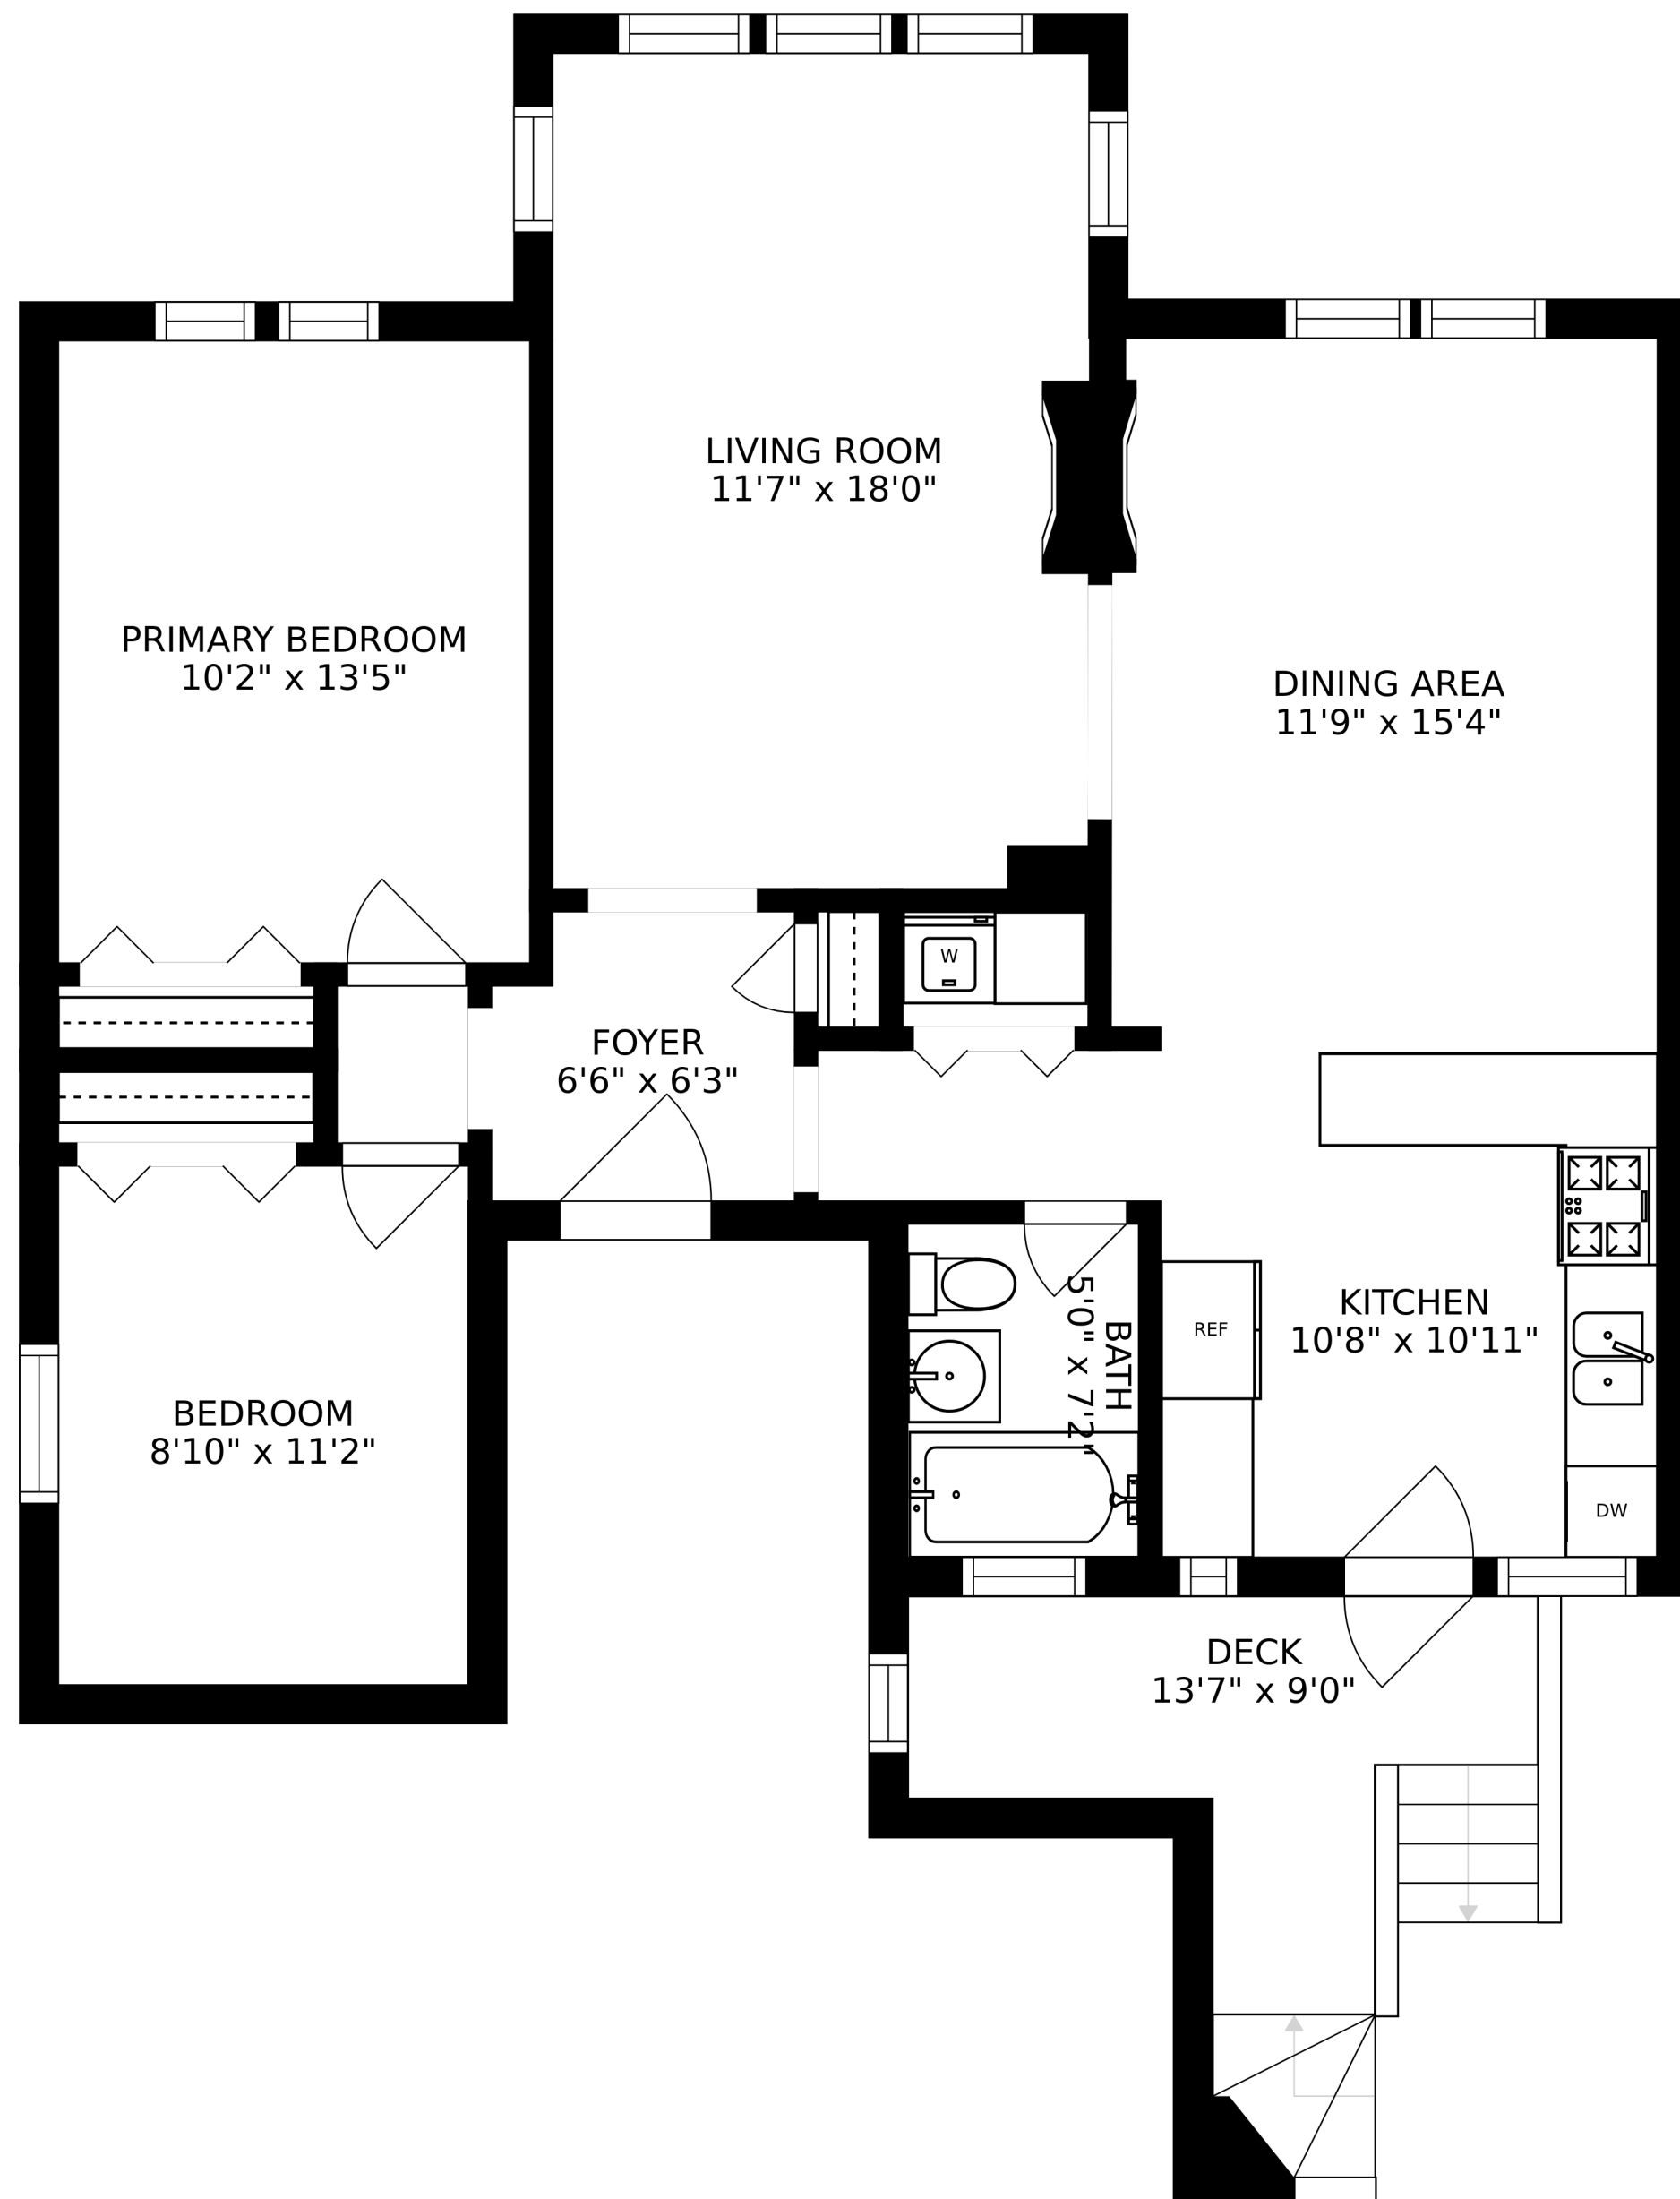 LIVING ROOM
11'7" x 18'0"
PRIMARY BEDROOM
10'2" x 13'5"
DINING AREA
11'9" x 15'4"
W
FOYER
6'6" x 6'3"
KITCHEN
10'8" x 10'11"
REF
BATH
5'0" x 7'2"
BEDROOM
8'10" x 11'2"
DW
DECK
13'7" x 9'0"